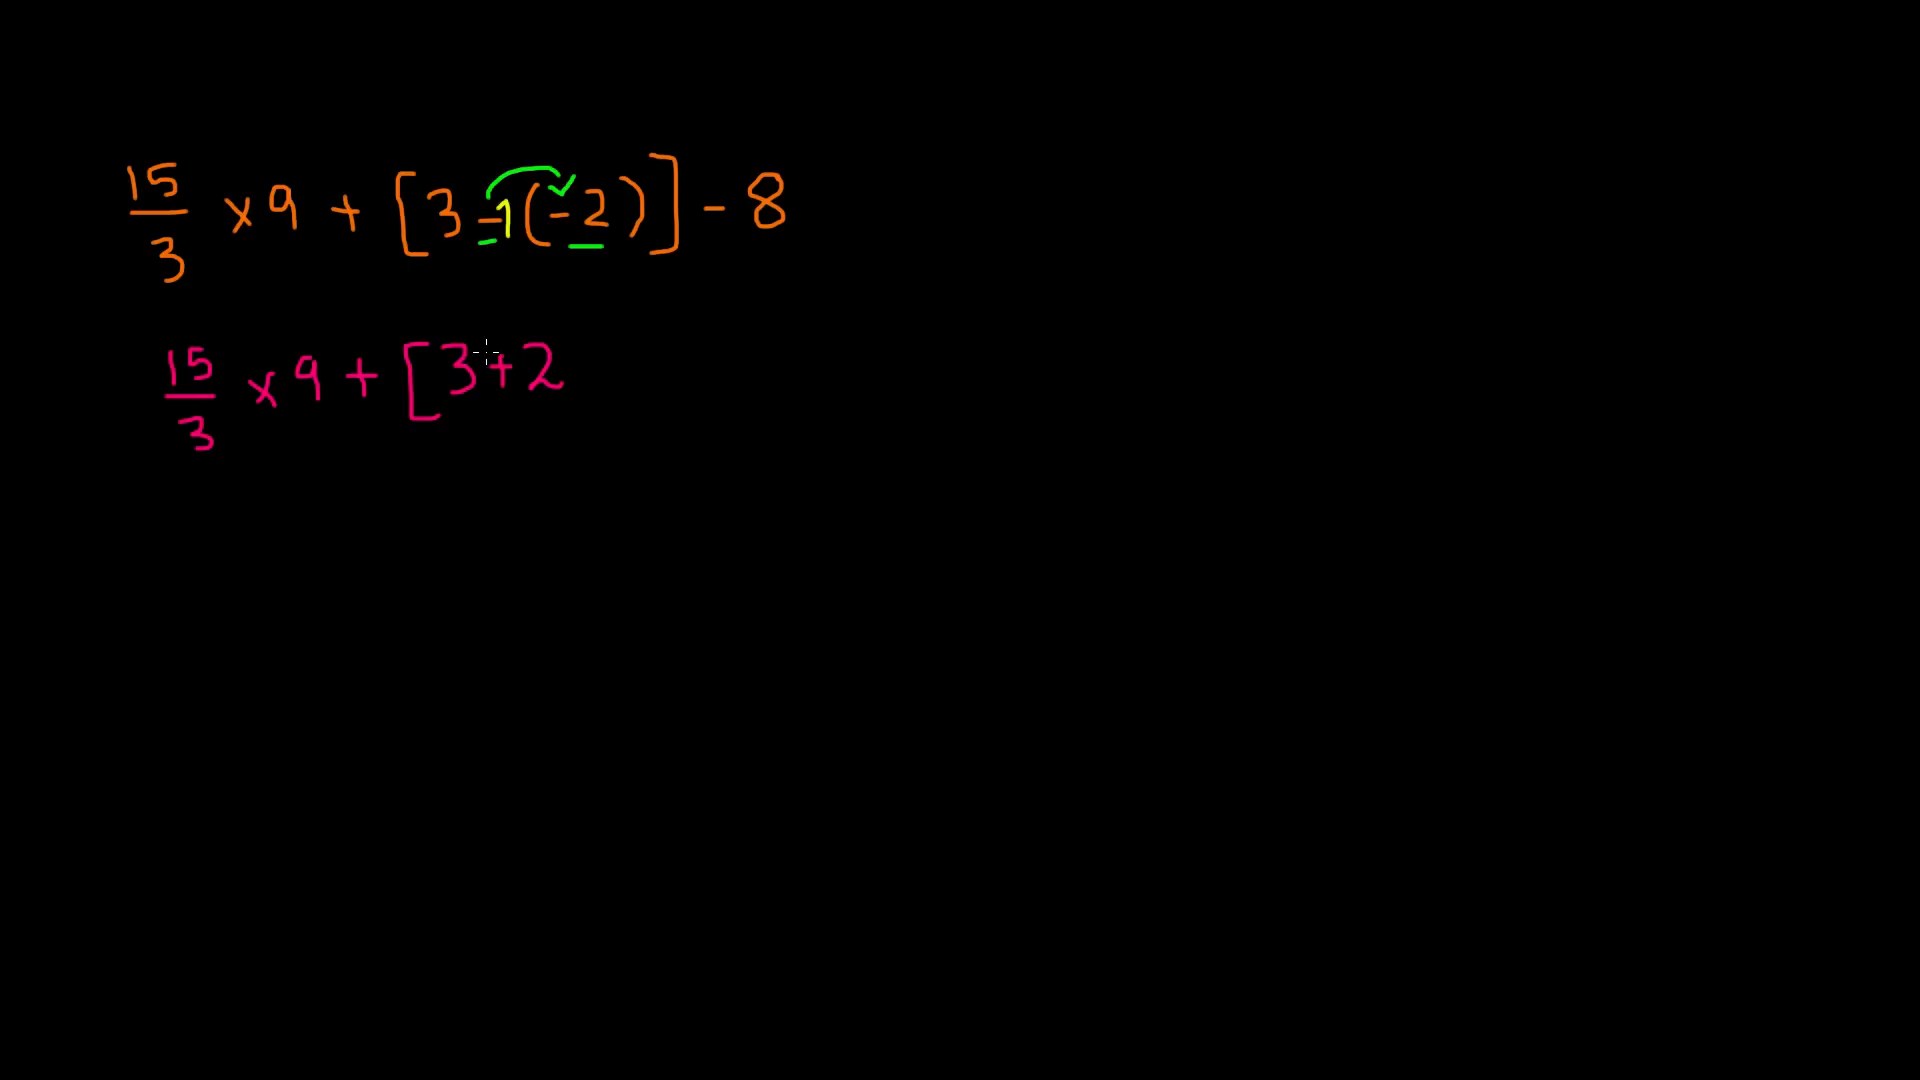 15/3 × 9 + [3 - 1(-2)] - 8
15/3 × 9 + [3 + 2